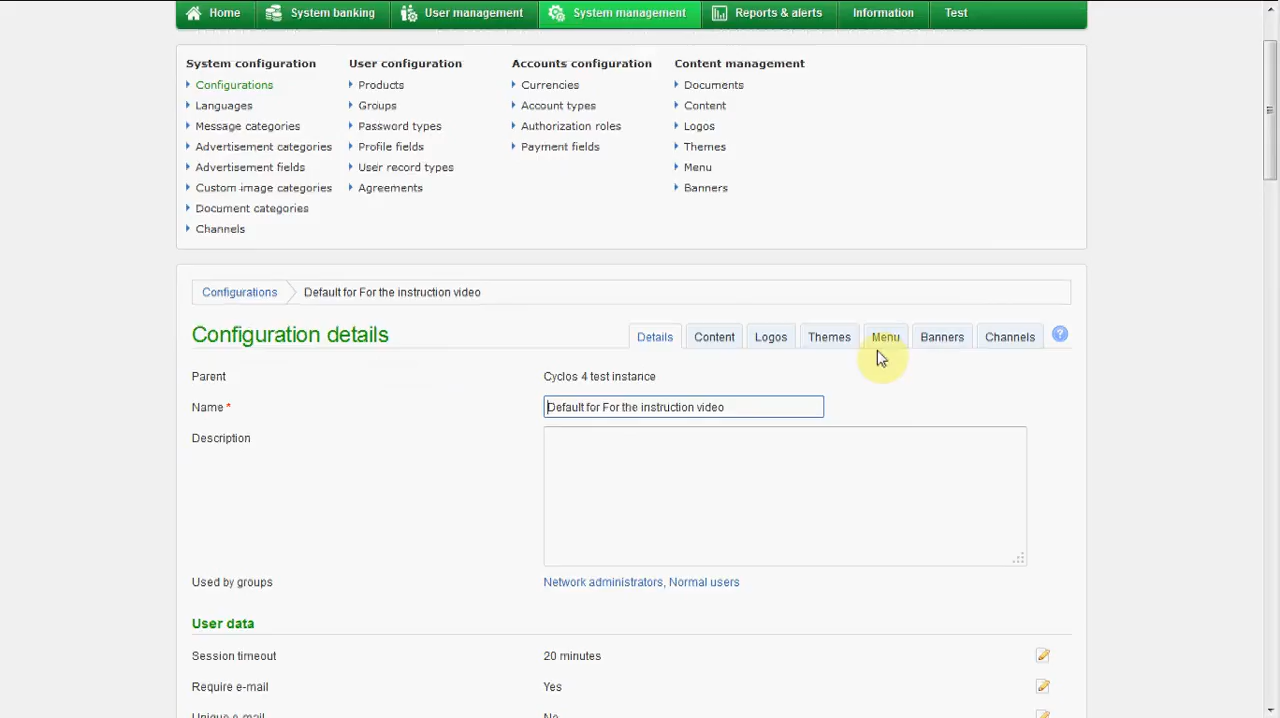 Home System banking User management System management Reports & alerts Information Test
System configuration User configuration Accounts configuration Content management
Configurations Products Currencies Documents
Languages Groups Account types Content
Message categories Password types Authorization roles Logos
Advertisement categories Profile fields Payment fields Themes
Advertisement fields User record types Menu
Custom image categories Agreements Banners
Document categories
Channels
Configurations Default for For the instruction video
Configuration details Details Content Logos Themes Menu Banners Channels ?
Parent Cyclos 4 test instance
Name * Default for For the instruction video
Description
Used by groups Network administrators, Normal users
User data
Session timeout 20 minutes
Require e-mail Yes
Unique e-mail No